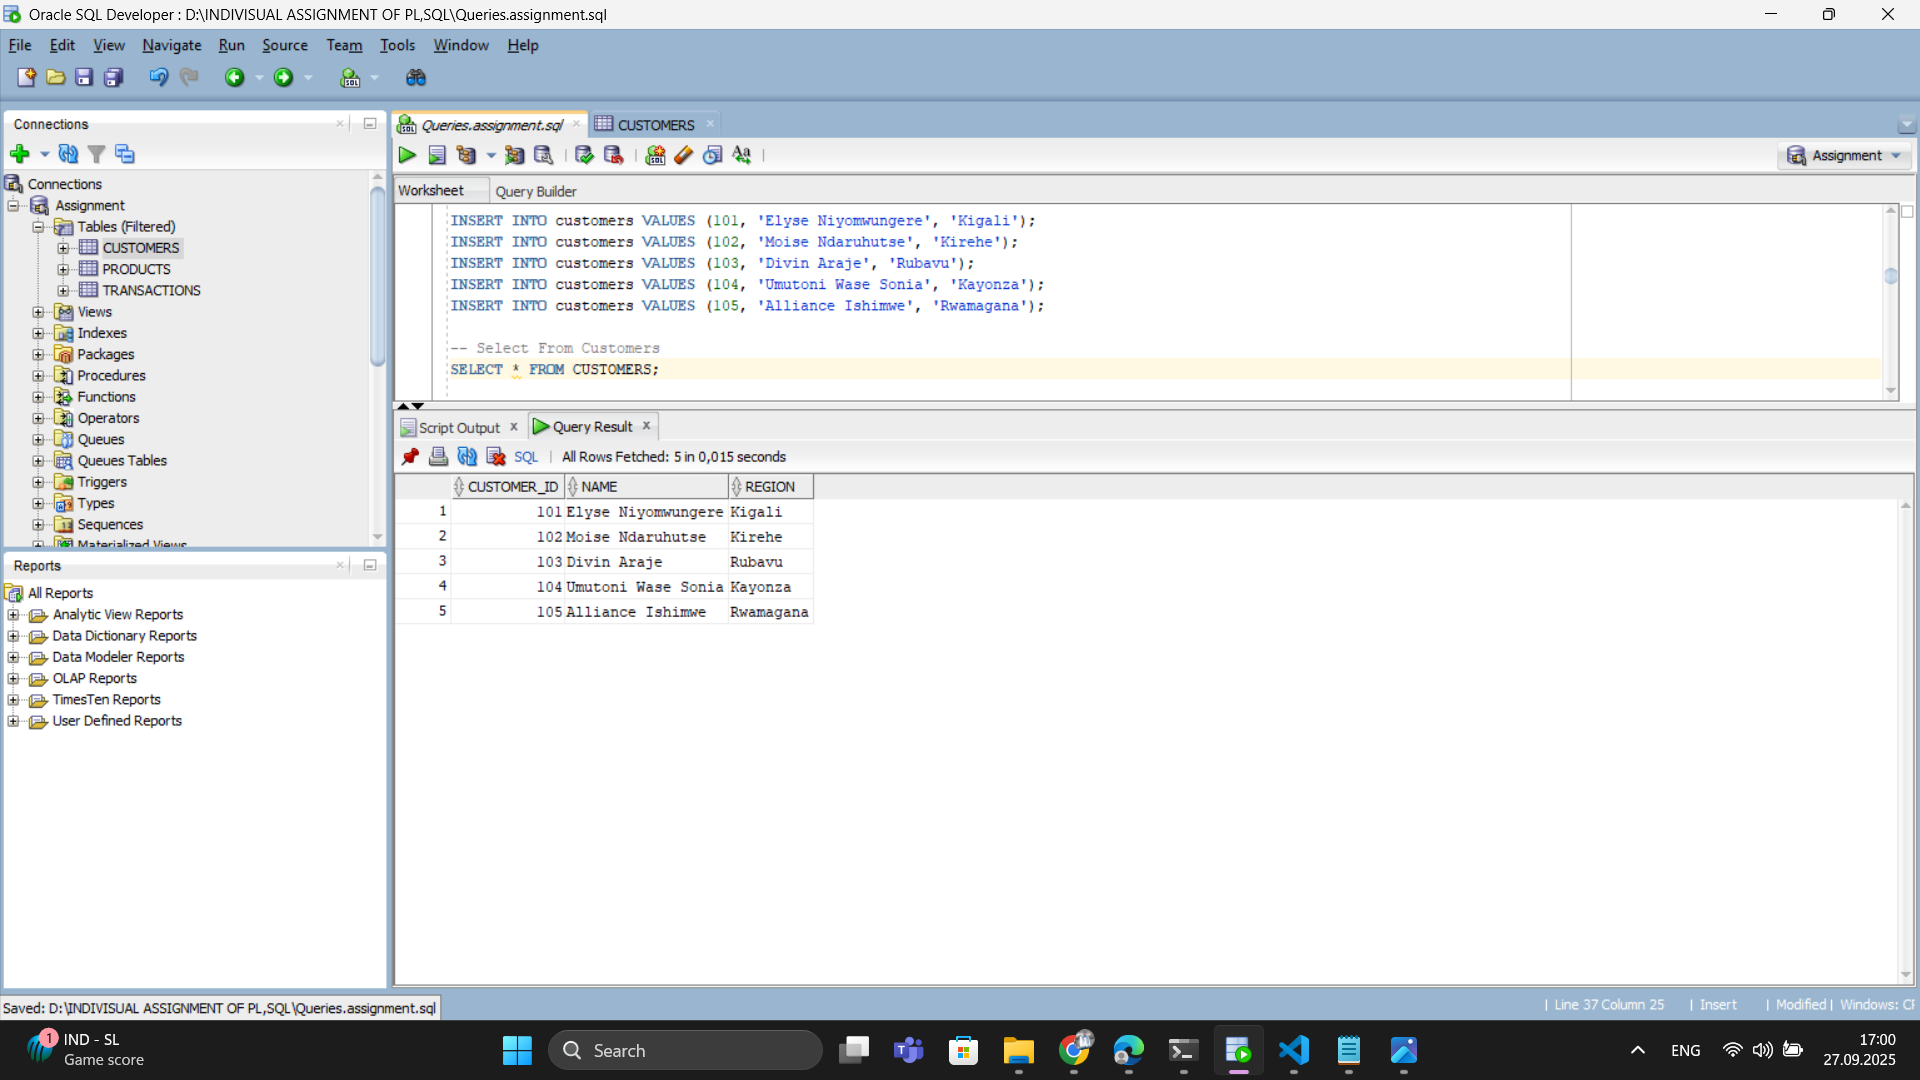 Oracle SQL Developer : D:\INDIVISUAL ASSIGNMENT OF PL,SQL\Queries.assignment.sql
File Edit View Navigate Run Source Team Tools Window Help
Connections
Connections
Assignment
Tables (Filtered)
CUSTOMERS
PRODUCTS
TRANSACTIONS
Views
Indexes
Packages
Procedures
Functions
Operators
Queues
Queues Tables
Triggers
Types
Sequences
Materialized Views
Reports
All Reports
Analytic View Reports
Data Dictionary Reports
Data Modeler Reports
OLAP Reports
TimesTen Reports
User Defined Reports
Queries.assignment.sql CUSTOMERS
Assignment
Worksheet Query Builder
INSERT INTO customers VALUES (101, 'Elyse Niyomwungere', 'Kigali');
INSERT INTO customers VALUES (102, 'Moise Ndaruhutse', 'Kirehe');
INSERT INTO customers VALUES (103, 'Divin Araje', 'Rubavu');
INSERT INTO customers VALUES (104, 'Umutoni Wase Sonia', 'Kayonza');
INSERT INTO customers VALUES (105, 'Alliance Ishimwe', 'Rwamagana');
-- Select From Customers
SELECT * FROM CUSTOMERS;
Script Output Query Result
SQL All Rows Fetched: 5 in 0,015 seconds
CUSTOMER_ID NAME REGION
1 101 Elyse Niyomwungere Kigali
2 102 Moise Ndaruhutse Kirehe
3 103 Divin Araje Rubavu
4 104 Umutoni Wase Sonia Kayonza
5 105 Alliance Ishimwe Rwamagana
Saved: D:\INDIVISUAL ASSIGNMENT OF PL,SQL\Queries.assignment.sql
Line 37 Column 25 | Insert | Modified | Windows:
1 IND - SL
Game score
Search
ENG
17:00
27.09.2025